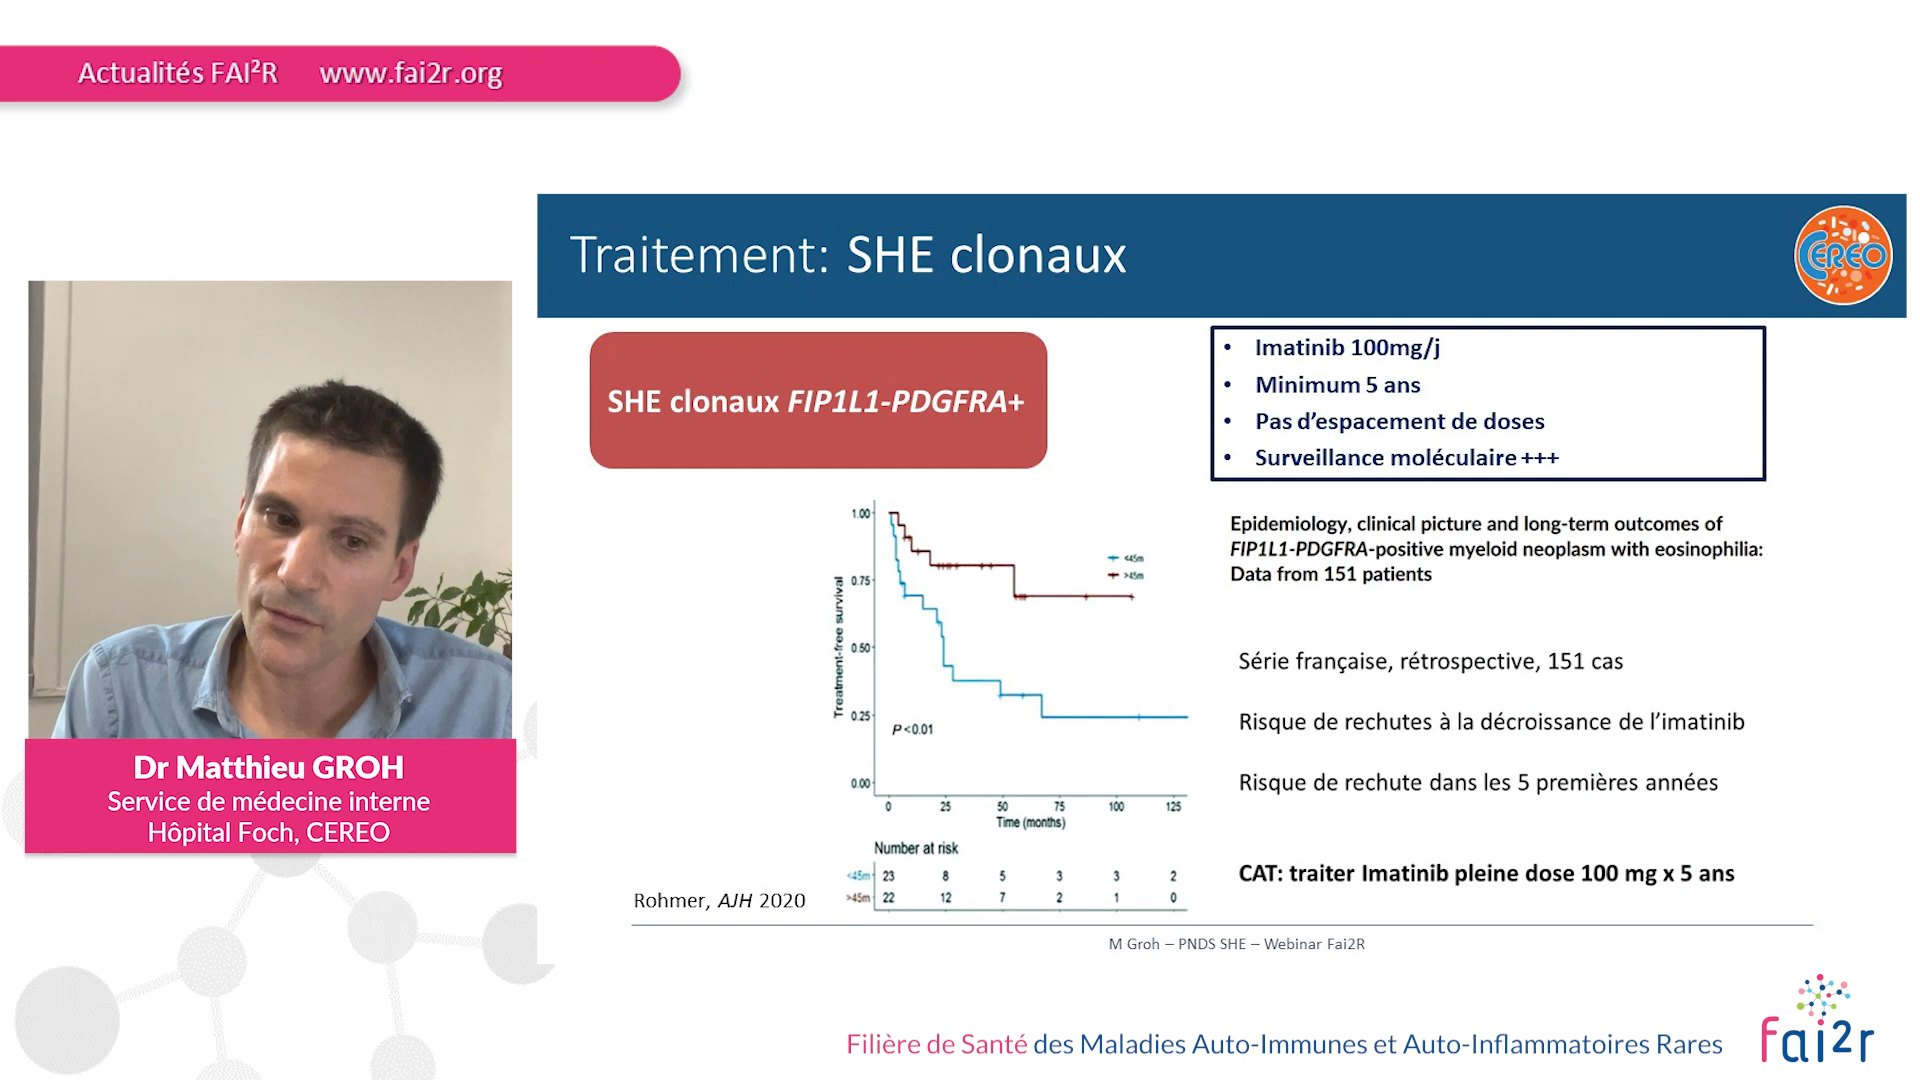 Actualités FAI²R www.fai2r.org
Traitement: SHE clonaux
CEREO
SHE clonaux FIP1L1-PDGFRA+
• Imatinib 100mg/j
• Minimum 5 ans
• Pas d'espacement de doses
• Surveillance moléculaire +++
Epidemiology, clinical picture and long-term outcomes of
FIP1L1-PDGFRA-positive myeloid neoplasm with eosinophilia:
Data from 151 patients
Série française, rétrospective, 151 cas
Risque de rechutes à la décroissance de l'imatinib
Risque de rechute dans les 5 premières années
CAT: traiter Imatinib pleine dose 100 mg x 5 ans
Treatment-free survival
1.00
0.75
0.50
0.25
0.00
<45m
>45m
P<0.01
0 25 50 75 100 125
Time (months)
Number at risk
<45m 23 8 5 3 3 2
>45m 22 12 7 2 1 0
Rohmer, AJH 2020
M Groh – PNDS SHE – Webinar Fai2R
Dr Matthieu GROH
Service de médecine interne
Hôpital Foch, CEREO
Filière de Santé des Maladies Auto-Immunes et Auto-Inflammatoires Rares
fai2r